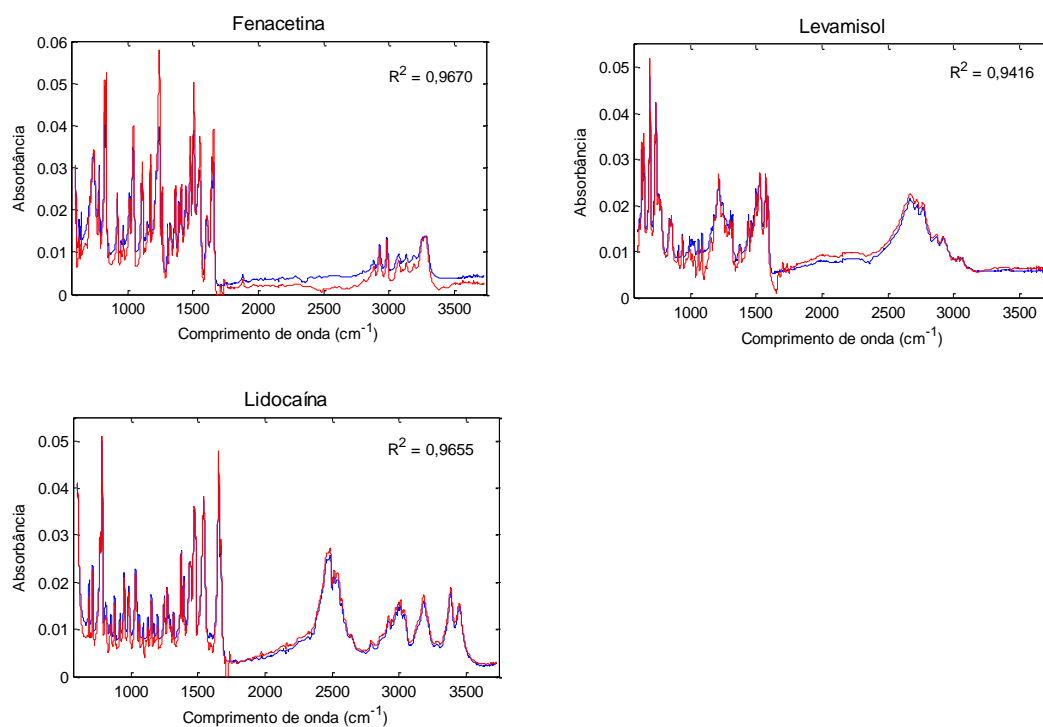 Fenacetina
R² = 0,9670
Absorbância
0.06
0.05
0.04
0.03
0.02
0.01
0
1000 1500 2000 2500 3000 3500
Comprimento de onda (cm⁻¹)
Levamisol
R² = 0,9416
Absorbância
0.05
0.04
0.03
0.02
0.01
0
1000 1500 2000 2500 3000 3500
Comprimento de onda (cm⁻¹)
Lidocaína
R² = 0,9655
Absorbância
0.05
0.04
0.03
0.02
0.01
0
1000 1500 2000 2500 3000 3500
Comprimento de onda (cm⁻¹)